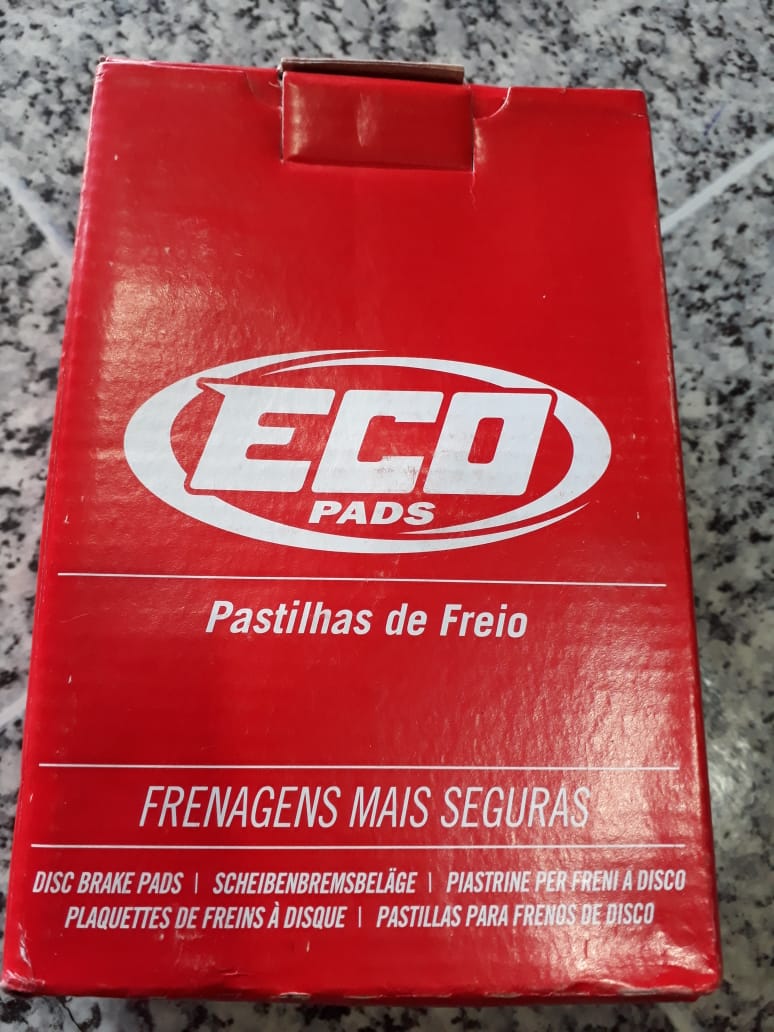 ECO
PADS
Pastilhas de Freio
FRENAGENS MAIS SEGURAS
DISC BRAKE PADS | SCHEIBENBREMSBELÄGE | PIASTRINE PER FRENI A DISCO
PLAQUETTES DE FREINS À DISQUE | PASTILLAS PARA FRENOS DE DISCO